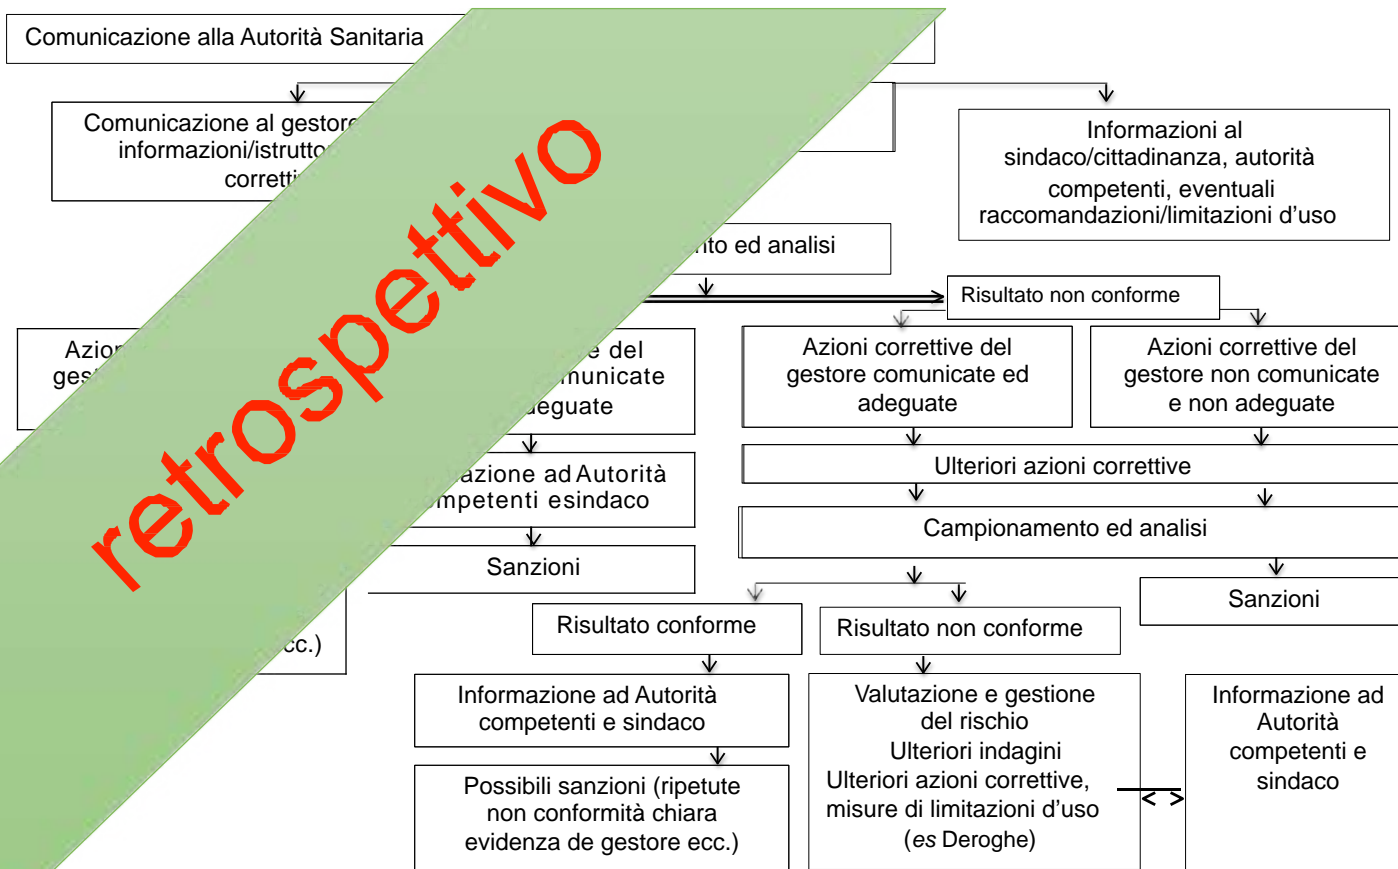 Comunicazione alla Autorità Sanitaria
Comunicazione al gestore
informazioni/istrutto
corretti
Informazioni al
sindaco/cittadinanza, autorità
competenti, eventuali
raccomandazioni/limitazioni d'uso
retrospettivo
nto ed analisi
Risultato non conforme
Azion
ges
e del
municate
deguate
Azioni correttive del
gestore comunicate ed
adeguate
Azioni correttive del
gestore non comunicate
e non adeguate
azione ad Autorità
mpetenti esindaco
Ulteriori azioni correttive
Sanzioni
Campionamento ed analisi
Sanzioni
cc.)
Risultato conforme
Risultato non conforme
Informazione ad Autorità
competenti e sindaco
Possibili sanzioni (ripetute
non conformità chiara
evidenza de gestore ecc.)
Valutazione e gestione
del rischio
Ulteriori indagini
Ulteriori azioni correttive,
misure di limitazioni d'uso
(es Deroghe)
Informazione ad
Autorità
competenti e
sindaco